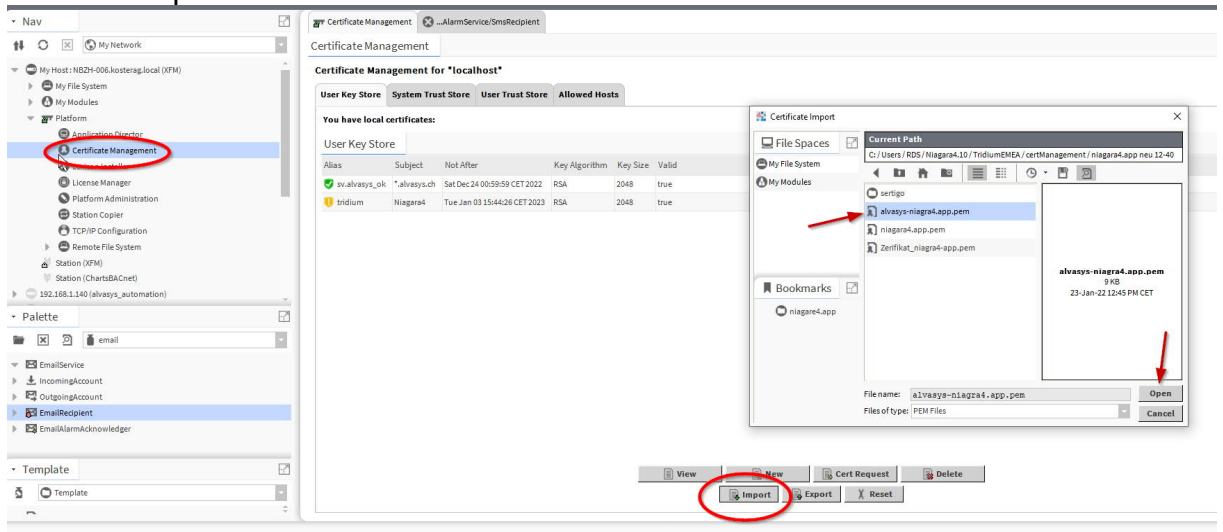 Nav
My Network
My Host : NBZH-006.kosterag.local (XFM)
My File System
My Modules
Platform
Application Director
Certificate Management
License Manager
Platform Administration
Station Copier
TCP/IP Configuration
Remote File System
Station (XFM)
Station (ChartsBACnet)
192.168.1.140 (alvasys_automation)
Palette
email
EmailService
IncomingAccount
OutgoingAccount
EmailRecipient
EmailAlarmAcknowledger
Template
Template
Certificate Management
...AlarmService/SmsRecipient
Certificate Management
Certificate Management for "localhost"
User Key Store System Trust Store User Trust Store Allowed Hosts
You have local certificates:
User Key Store
Alias Subject Not After Key Algorithm Key Size Valid
sv.alvasys_ok *.alvasys.ch Sat Dec 24 00:59:59 CET 2022 RSA 2048 true
tridium Niagara4 Tue Jan 03 15:44:26 CET 2023 RSA 2048 true
View New Cert Request Delete
Import Export Reset
Certificate Import
File Spaces
My File System
My Modules
Bookmarks
niagare4.app
Current Path
C: / Users / RDS / Niagara4.10 / TridiumEMEA / certManagement / niagara4.app neu 12-40
sertigo
alvasys-niagra4.app.pem
niagara4.app.pem
Zerifikat_niagra4-app.pem
alvasys-niagra4.app.pem
9 KB
23-Jan-22 12:45 PM CET
File name: alvasys-niagra4.app.pem Open
Files of type: PEM Files Cancel